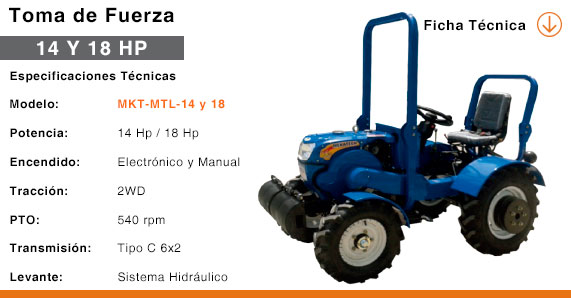 Toma de Fuerza
Ficha Técnica
14 Y 18 HP
Especificaciones Técnicas
Modelo: MKT-MTL-14 y 18
Potencia: 14 Hp / 18 Hp
Encendido: Electrónico y Manual
Tracción: 2WD
PTO: 540 rpm
Transmisión: Tipo C 6x2
Levante: Sistema Hidráulico